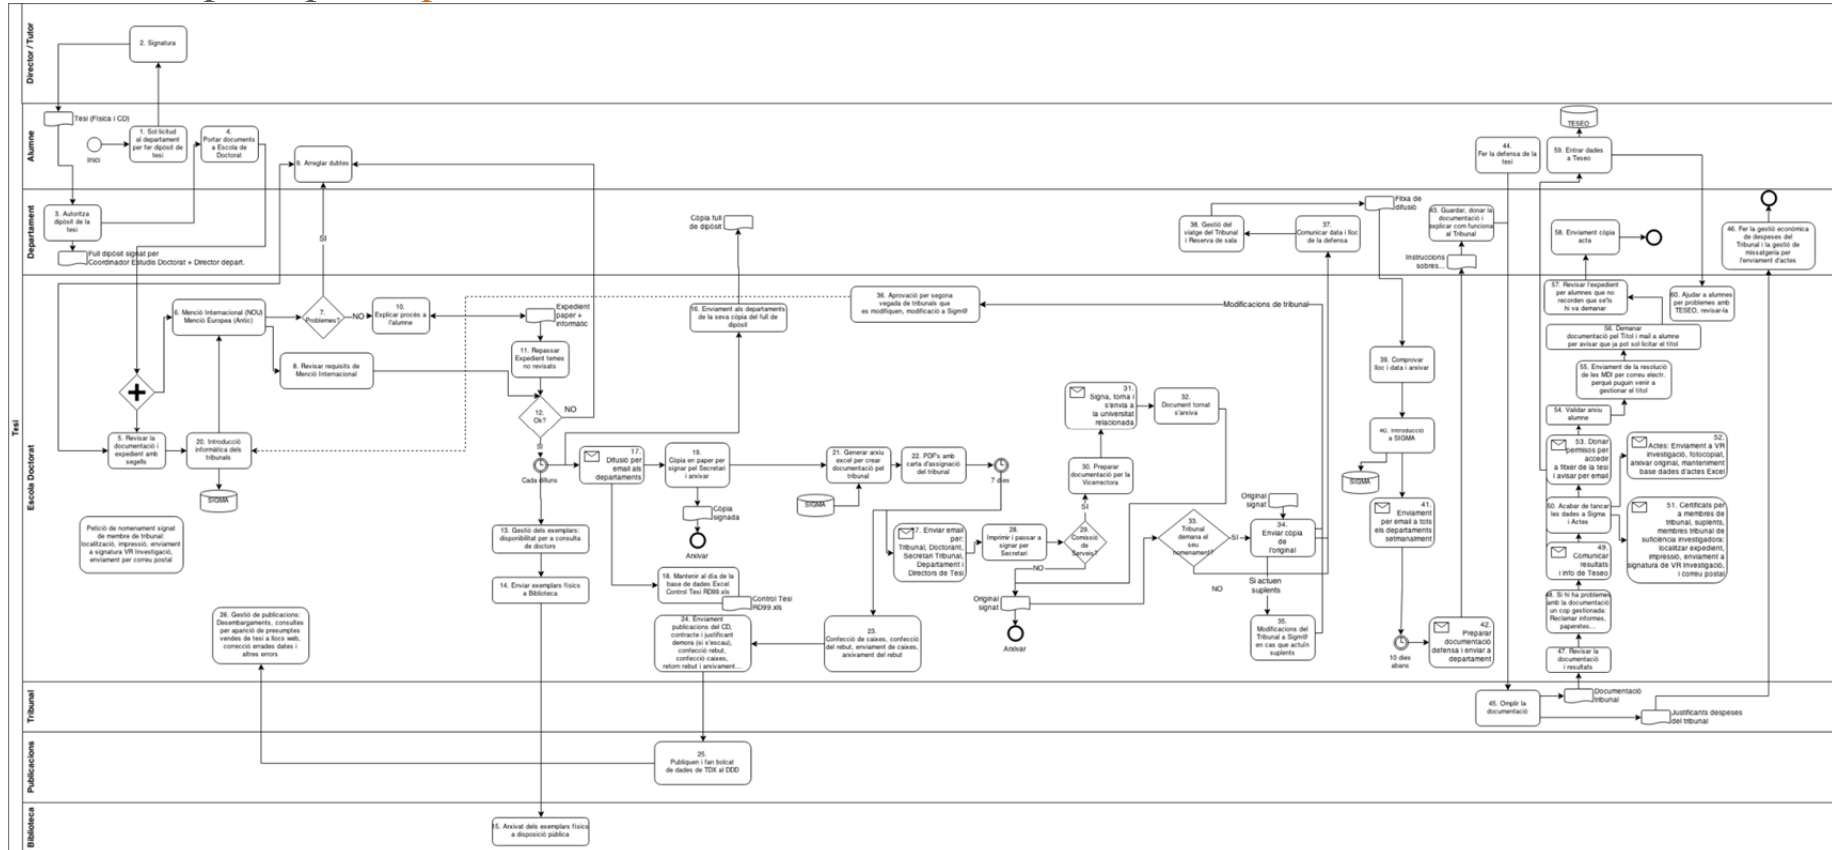 Tesi
Director / Tutor
2. Signatura
Alumne
Tesi (Física i CD)
Inici
1. Sol·licitud
al departament
per fer dipòsit de
tesi
4.
Portar documents
a Escola de
Doctorat
9. Arreglar dubtes
44.
Fer la defensa de la
tesi
TESEO
59. Entrar dades
a Teseo
Departament
3. Autoritza
dipòsit de la
tesi
Full dipòsit signat per
Coordinador Estudis Doctorat + Director depart.
SI
Còpia full
de dipòsit
38. Gestió del
viatge del Tribunal
i Reserva de sala
Fitxa de
difusió
37.
Comunicar data i lloc
de la defensa
43. Guardar, donar la
documentació i
explicar com funciona
al Tribunal
Instruccions
sobres...
58. Enviament còpia
acta
46. Fer la gestió econòmica
de despeses del
Tribunal i la gestió de
missatgeria per
l'enviament d'actes
Escola Doctorat
6. Menció Internacional (NOU)
Menció Europea (Antic)
7.
Problemes?
NO
10.
Explicar procès a
l'alumne
Expedient
paper +
informàtic
8. Revisar requisits de
Menció Internacional
11. Repassar
Expedient temes
no revisats
12.
Ok?
NO
SI
5. Revisar la
documentació i
expedient amb
segells
20. Introducció
informàtica dels
tribunals
SIGMA
Petició de nomenament signat
de membre de tribunal:
localització, impressió, enviament
a signatura VR Investigació,
enviament per correu postal
Cada dilluns
16. Enviament als departaments
de la seva còpia del full de
dipòsit
36. Aprovació per segona
vegada de tribunals que
es modifiquen, modificació a Sigm@
Modificacions de tribunal
17.
Difusió per
email als
departaments
19.
Còpia en paper per
signar pel Secretari
i arxivar
Còpia
signada
Arxivar
21. Generar arxiu
excel per crear
documentació pel
tribunal
SIGMA
22. PDF's amb
carta d'assignació
del tribunal
7 dies
13. Gestió dels exemplars:
disponibilitat per a consulta
de doctors
14. Enviar exemplars físics
a Biblioteca
18. Mantenir al dia de la
base de dades Excel
Control Tesi RD99.xls
Control Tesi
RD99.xls
24. Enviament
publicacions del CD,
contracte i justificant
demora (si s'escau),
confecció rebut,
confecció caixes,
retorn rebut i arxivament...
23.
Confecció de caixes, confecció
del rebut, enviament de caixes,
arxivament del rebut
26. Gestió de publicacions:
Desembargaments, consultes
per aparició de presumptes
vendes de tesi a llocs web,
correcció errades dates i
altres errors
27. Enviar email
per:
Tribunal, Doctorant,
Secretari Tribunal,
Departament i
Directors de Tesi
28.
Imprimir i passar a
signar per
Secretari
29.
Comissió
de
Serveis?
SI
NO
30. Preparar
documentació per la
Vicerrectora
31.
Signa, torna i
s'envia a
la universitat
relacionada
32.
Document tornat
s'arxiva
Original
signat
Arxivar
33.
Tribunal
demana el
seu
nomenament?
SI
NO
Original
signat
34.
Enviar còpia
de
l'original
Si actuen
suplents
35.
Modificacions del
Tribunal a Sigm@
en cas que actuïn
suplents
39. Comprovar
lloc i data i arxivar
40. Introducció
a SIGMA
SIGMA
41.
Enviament
per email a tots
els departaments
setmanalment
10 dies
abans
42.
Preparar
documentació
defensa i enviar a
departament
57. Revisar l'expedient
per alumnes que no
recorden que se'ls
hi va demanar
60. Ajudar a alumnes
per problemes amb
TESEO, revisar-la
56. Demanar
documentació pel Títol i mail a alumne
per avisar que ja pot sol·licitar el títol
55. Enviament de la resolució
de les MDI per correu electr.
perquè puguin venir a
gestionar el títol
54. Validar arxiu
alumne
53. Donar
permisos per
accedir
a fitxer de la tesi
i avisar per email
52.
Actes: Enviament a VR
investigació, fotocopiat,
arxivar original, manteniment
base dades d'actes Excel
50. Acabar de tancar
les dades a Sigma
i Actes
51. Certificats per a
membres de
tribunal, suplents,
membres tribunal de
suficiència investigadora:
localitzar expedient,
impressió, enviament a
signatura de VR Investigació,
i correu postal
49.
Comunicar
resultats
i info de Teseo
48. Si hi ha problemes
amb la documentació
un cop gestionada:
Reclamar informes,
paperetes...
47. Revisar la
documentació
i resultats
Tribunal
45. Omplir la
documentació
Documentació
tribunal
Justificants despeses
del tribunal
Publicacions
25.
Publiquen i fan bolcat
de dades de TDX al DDD
Biblioteca
15. Arxivat dels exemplars físics
a disposició pública